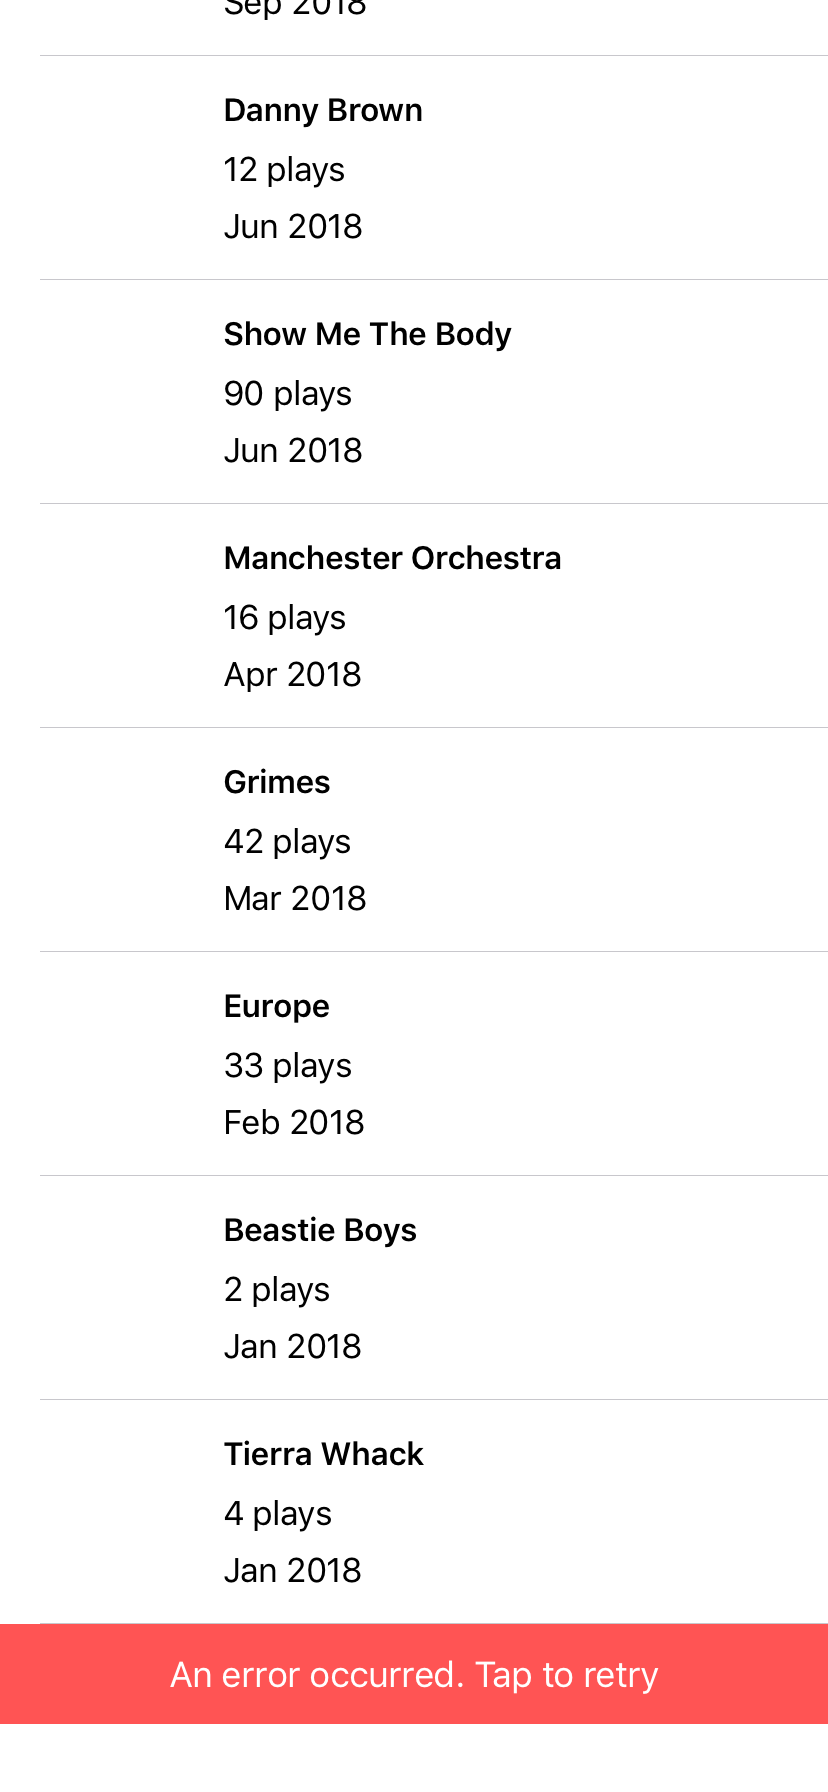 Sep 2018
Danny Brown
12 plays
Jun 2018
Show Me The Body
90 plays
Jun 2018
Manchester Orchestra
16 plays
Apr 2018
Grimes
42 plays
Mar 2018
Europe
33 plays
Feb 2018
Beastie Boys
2 plays
Jan 2018
Tierra Whack
4 plays
Jan 2018
An error occurred. Tap to retry